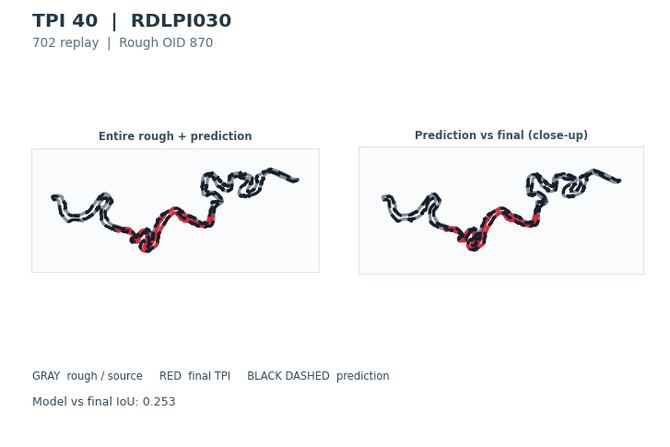 TPI 40 | RDLPI030
702 replay | Rough OID 870
Entire rough + prediction
Prediction vs final (close-up)
GRAY rough / source RED final TPI BLACK DASHED prediction
Model vs final IoU: 0.253